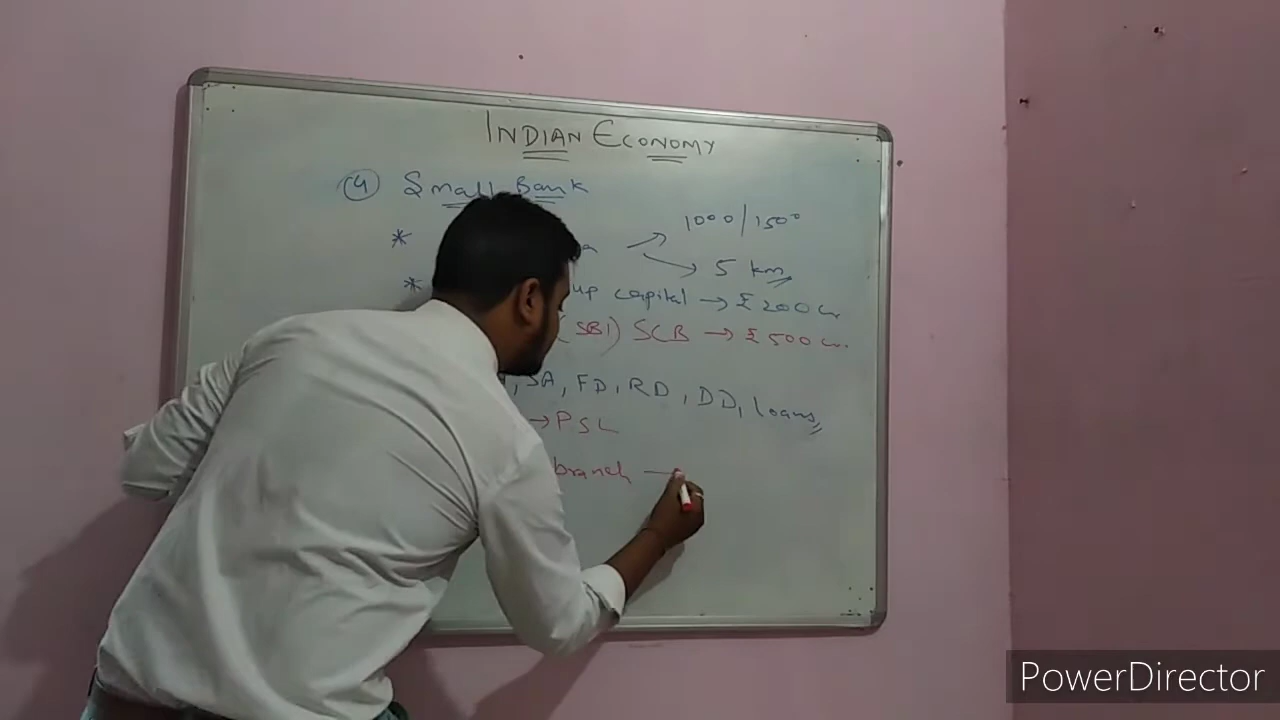 INDIAN ECONOMY
(4) Small Bank
* → 1000/1500
→ 5 km
* up capital → ₹ 200 Cr
(SBI) SCB → ₹ 500 Cr.
, SA, FD, RD, DD, loans
→ PSL
branch →
PowerDirector